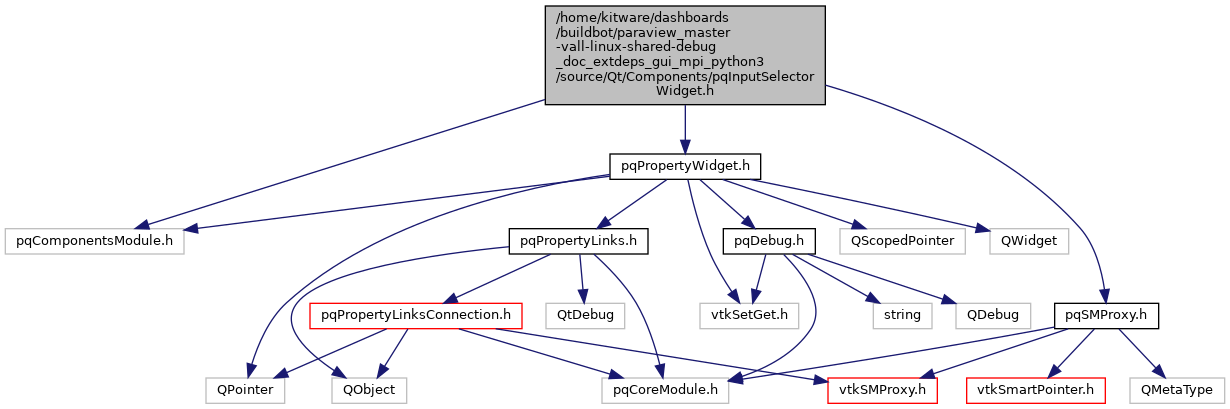 /home/kitware/dashboards
/buildbot/paraview_master
-vall-linux-shared-debug
_doc_extdeps_gui_mpi_python3
/source/Qt/Components/pqInputSelector
Widget.h
pqPropertyWidget.h
pqComponentsModule.h
pqPropertyLinks.h
pqDebug.h
QScopedPointer
QWidget
pqPropertyLinksConnection.h
QtDebug
vtkSetGet.h
string
QDebug
pqSMProxy.h
QPointer
QObject
pqCoreModule.h
vtkSMProxy.h
vtkSmartPointer.h
QMetaType